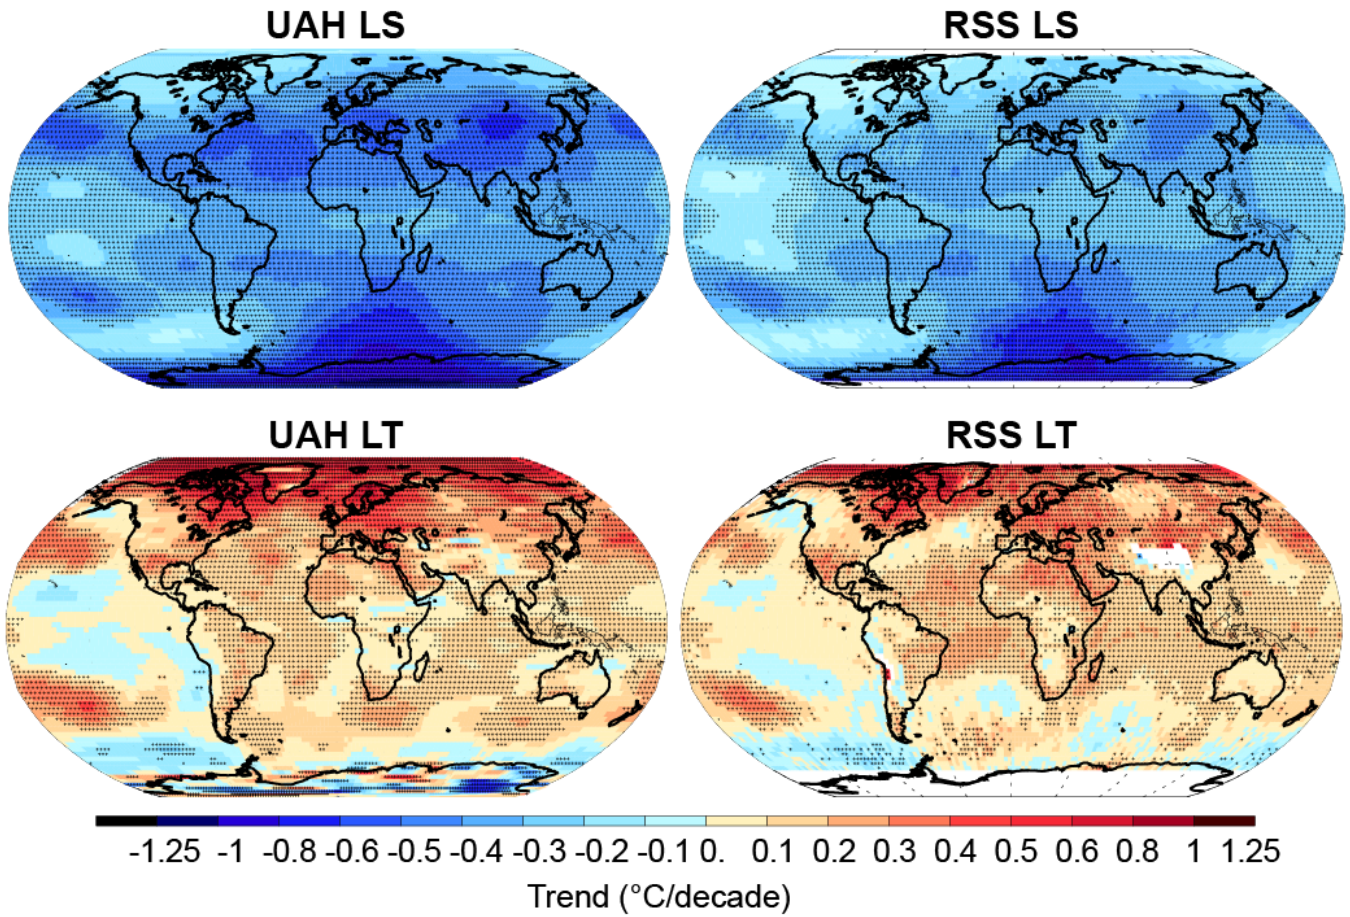 UAH LS RSS LS
UAH LT RSS LT
-1.25 -1 -0.8 -0.6 -0.5 -0.4 -0.3 -0.2 -0.1 0. 0.1 0.2 0.3 0.4 0.5 0.6 0.8 1 1.25
Trend (°C/decade)